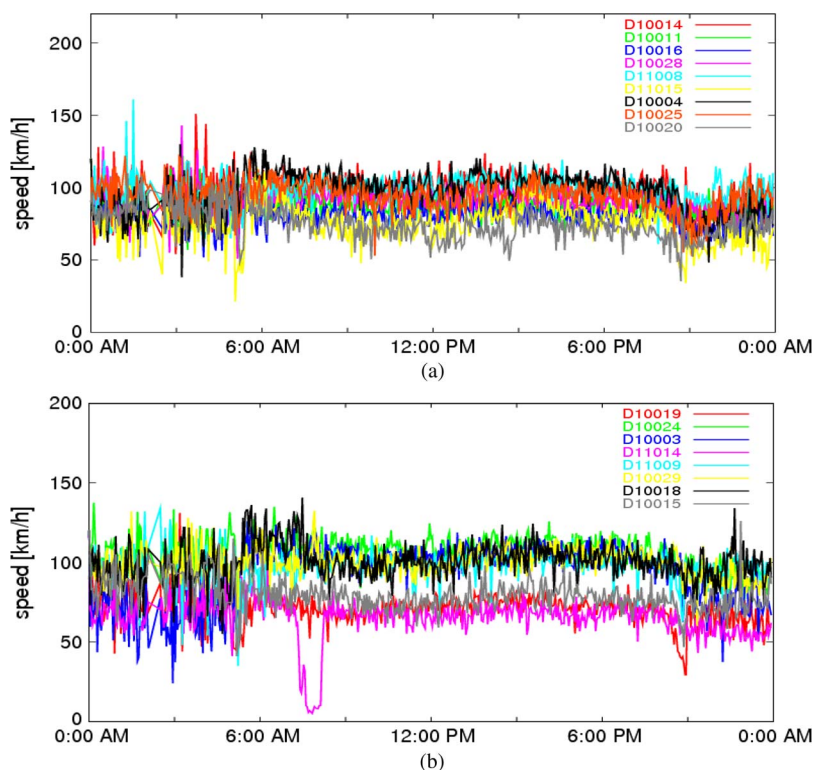 200
150
100
50
0
speed [km/h]
D10014
D10011
D10016
D10028
D11008
D11015
D10004
D10025
D10020
0:00 AM 6:00 AM 12:00 PM 6:00 PM 0:00 AM
(a)
200
150
100
50
0
speed [km/h]
D10019
D10024
D10003
D11014
D11009
D10029
D10018
D10015
0:00 AM 6:00 AM 12:00 PM 6:00 PM 0:00 AM
(b)